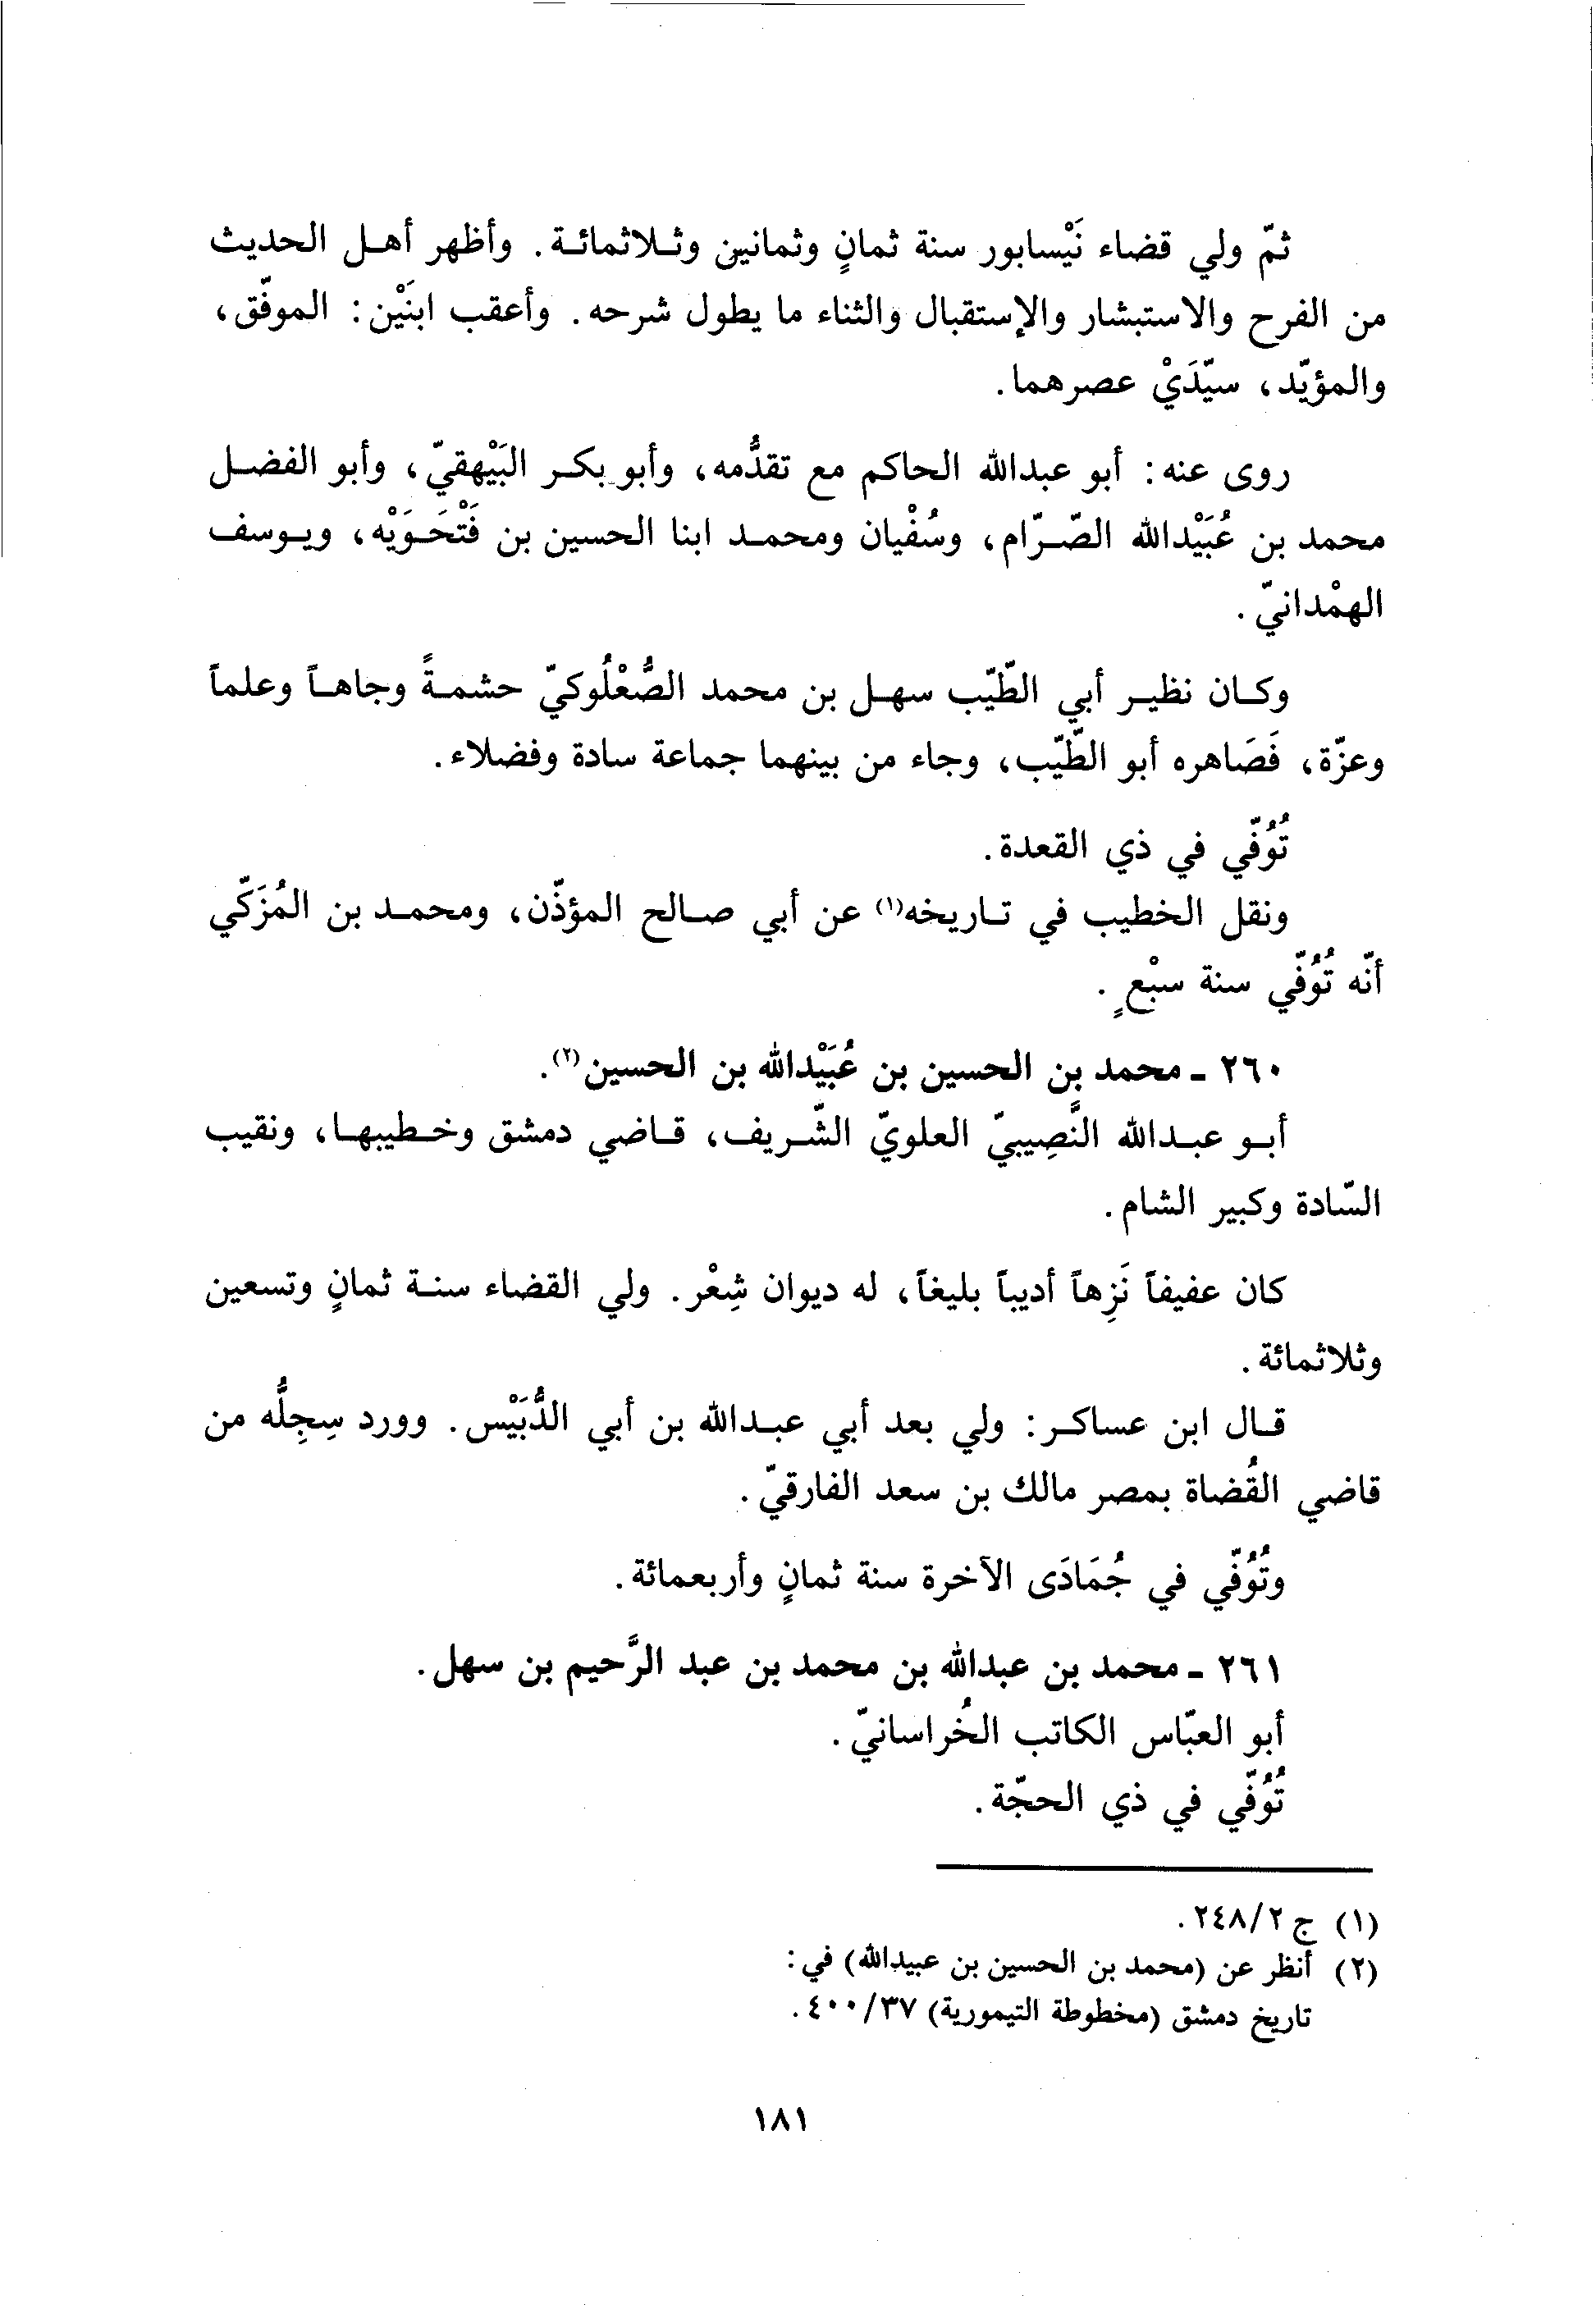 ثمّ ولي قضاء نَيْسابور سنة ثمانٍ وثمانين وثلاثمائة. وأظهر أهل الحديث
من الفرح والاستبشار والإستقبال والثناء ما يطول شرحه. وأعقب ابنَيْن: الموفّق،
والمؤيّد، سيّدَيْ عصرهما.
روى عنه: أبو عبدالله الحاكم مع تقدُّمه، وأبو بكر البَيْهقيّ، وأبو الفضل
محمد بن عُبَيْدالله الصّرّام، وسُفْيان ومحمد ابنا الحسين بن فَتْحَوَيْه، ويوسف
الهمْدانيّ.
وكان نظير أبي الطّيّب سهل بن محمد الصُّعْلُوكيّ حشمةً وجاهاً وعلماً
وعزّة، فَصَاهره أبو الطّيّب، وجاء من بينهما جماعة سادة وفضلاء.
تُوُفّي في ذي القعدة.
ونقل الخطيب في تاريخه(١) عن أبي صالح المؤذّن، ومحمد بن المُزَكّي
أنّه تُوُفّي سنة سبْعٍ.
٢٦٠ - محمد بن الحسين بن عُبَيْدالله بن الحسين(٢).
أبو عبدالله النَّصِيبيّ العلويّ الشّريف، قاضي دمشق وخطيبها، ونقيب
السّادة وكبير الشام.
كان عفيفاً نَزِهاً أديباً بليغاً، له ديوان شِعْر. ولي القضاء سنة ثمانٍ وتسعين
وثلاثمائة.
قال ابن عساكر: ولي بعد أبي عبدالله بن أبي الدُّبَيْس. وورد سِجِلُّه من
قاضي القُضاة بمصر مالك بن سعد الفارقيّ.
وتُوُفّي في جُمَادَى الآخرة سنة ثمانٍ وأربعمائة.
٢٦١ - محمد بن عبدالله بن محمد بن عبد الرَّحيم بن سهل.
أبو العبّاس الكاتب الخُراسانيّ.
تُوُفّي في ذي الحجّة.
(١) ج ٢٤٨/٢.
(٢) أنظر عن (محمد بن الحسين بن عبيدالله) في:
تاريخ دمشق (مخطوطة التيمورية) ٤٠٠/٣٧.
١٨١